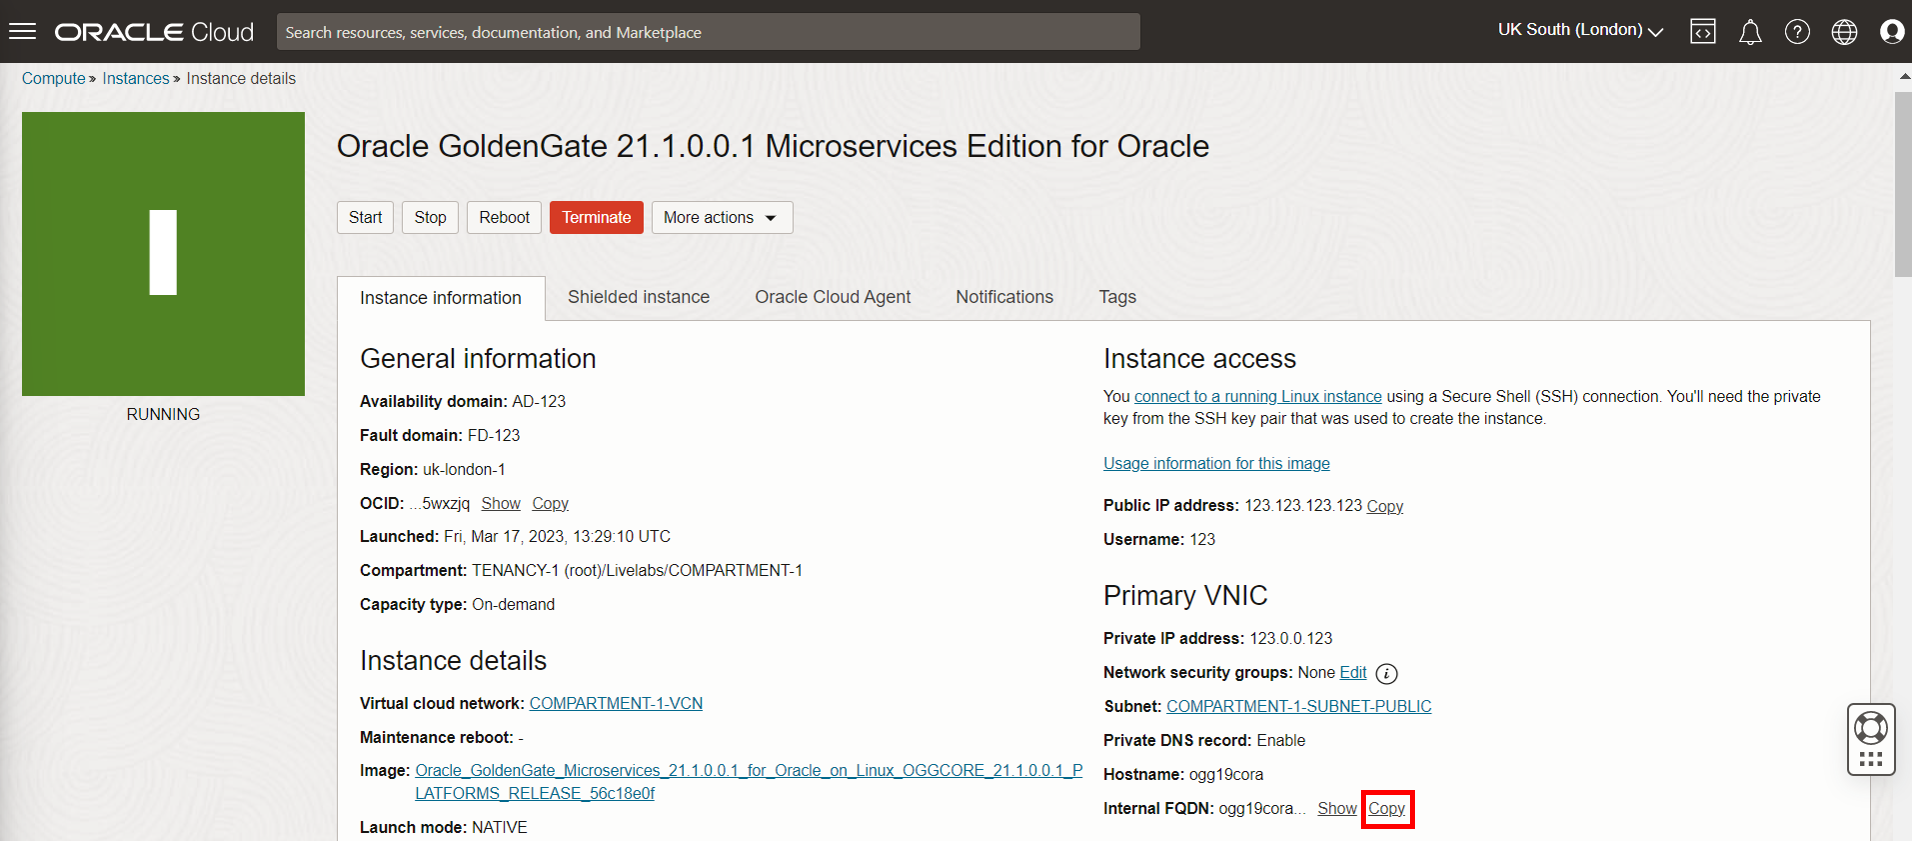 ORACLE Cloud
Search resources, services, documentation, and Marketplace
UK South (London)
Compute » Instances » Instance details
RUNNING
Oracle GoldenGate 21.1.0.0.1 Microservices Edition for Oracle
Start Stop Reboot Terminate More actions
Instance information Shielded instance Oracle Cloud Agent Notifications Tags
General information
Availability domain: AD-123
Fault domain: FD-123
Region: uk-london-1
OCID: ...5wxzjq Show Copy
Launched: Fri, Mar 17, 2023, 13:29:10 UTC
Compartment: TENANCY-1 (root)/Livelabs/COMPARTMENT-1
Capacity type: On-demand
Instance details
Virtual cloud network: COMPARTMENT-1-VCN
Maintenance reboot: -
Image: Oracle_GoldenGate_Microservices_21.1.0.0.1_for_Oracle_on_Linux_OGGCORE_21.1.0.0.1_P
LATFORMS_RELEASE_56c18e0f
Launch mode: NATIVE
Instance access
You connect to a running Linux instance using a Secure Shell (SSH) connection. You'll need the private
key from the SSH key pair that was used to create the instance.
Usage information for this image
Public IP address: 123.123.123.123 Copy
Username: 123
Primary VNIC
Private IP address: 123.0.0.123
Network security groups: None Edit
Subnet: COMPARTMENT-1-SUBNET-PUBLIC
Private DNS record: Enable
Hostname: ogg19cora
Internal FQDN: ogg19cora... Show Copy